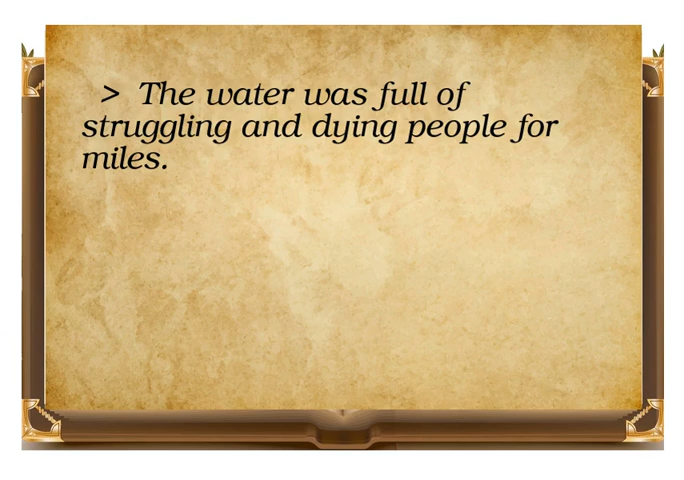 > The water was full of
struggling and dying people for
miles.